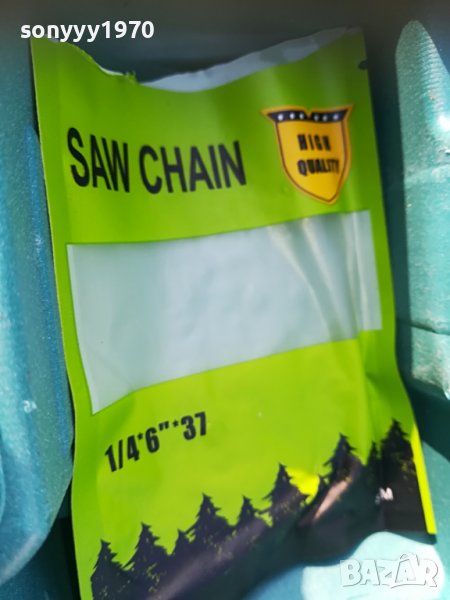 sonyyy1970
SAW CHAIN
HIGH
QUALITY
1/4*6"*37
BAZAR